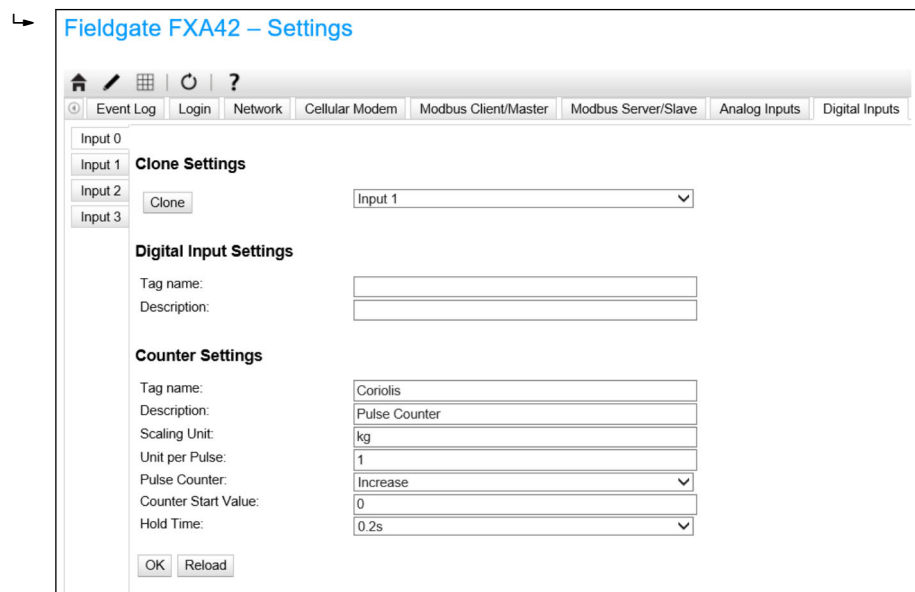 Fieldgate FXA42 – Settings
?
Event Log Login Network Cellular Modem Modbus Client/Master Modbus Server/Slave Analog Inputs Digital Inputs
Input 0
Input 1
Input 2
Input 3
Clone Settings
Clone Input 1
Digital Input Settings
Tag name:
Description:
Counter Settings
Tag name: Coriolis
Description: Pulse Counter
Scaling Unit: kg
Unit per Pulse: 1
Pulse Counter: Increase
Counter Start Value: 0
Hold Time: 0.2s
OK Reload